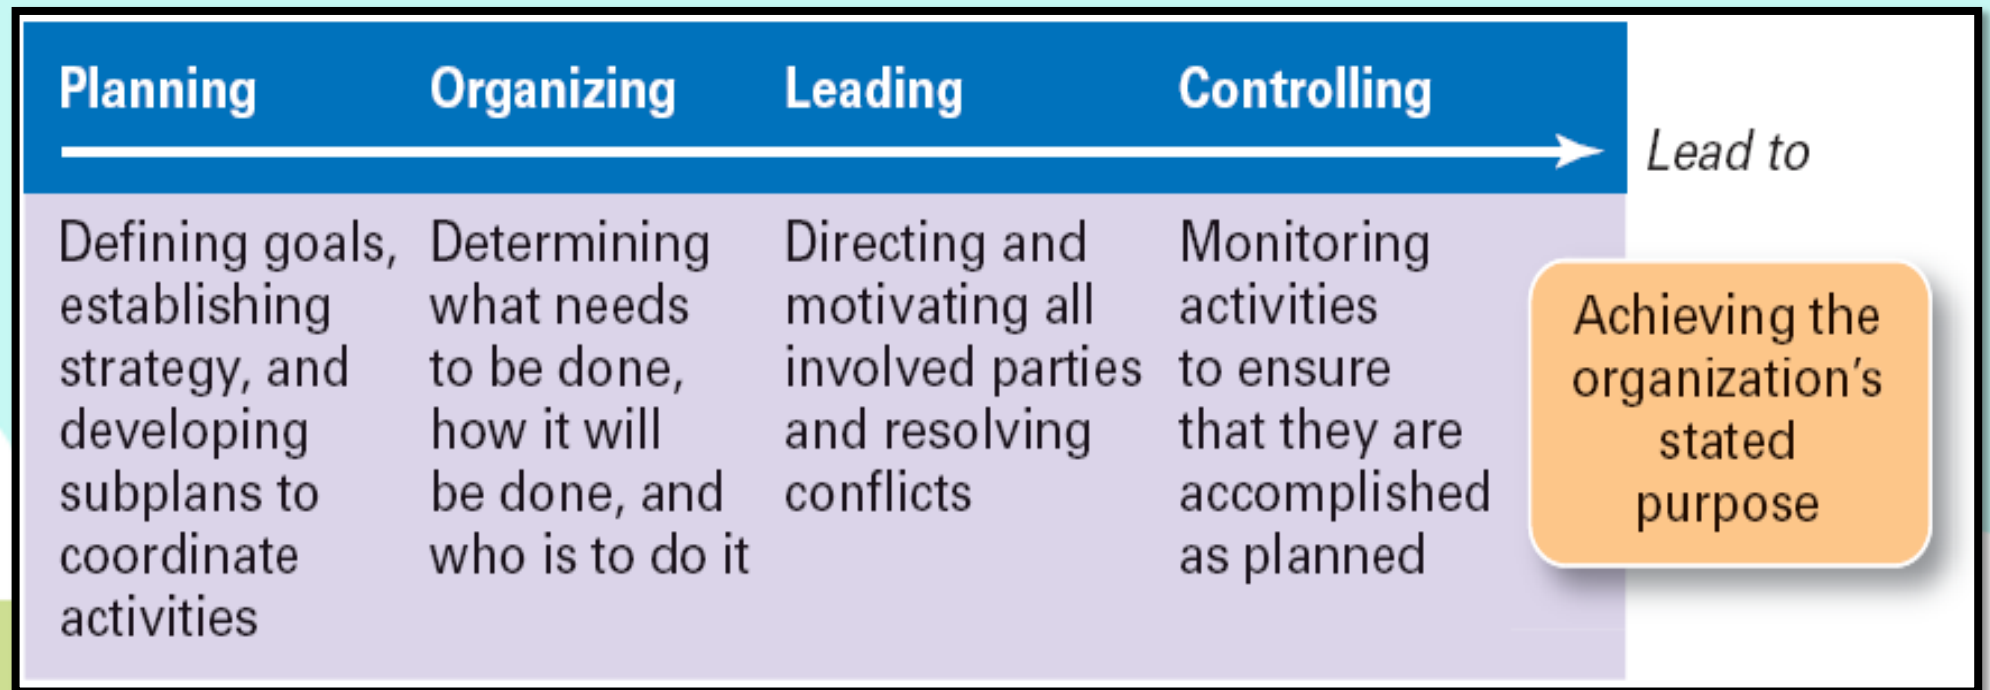 Planning
Organizing
Leading
Controlling
Lead to
Defining goals,
establishing
strategy, and
developing
subplans to
coordinate
activities
Determining
what needs
to be done,
how it will
be done, and
who is to do it
Directing and
motivating all
involved parties
and resolving
conflicts
Monitoring
activities
to ensure
that they are
accomplished
as planned
Achieving the
organization's
stated
purpose